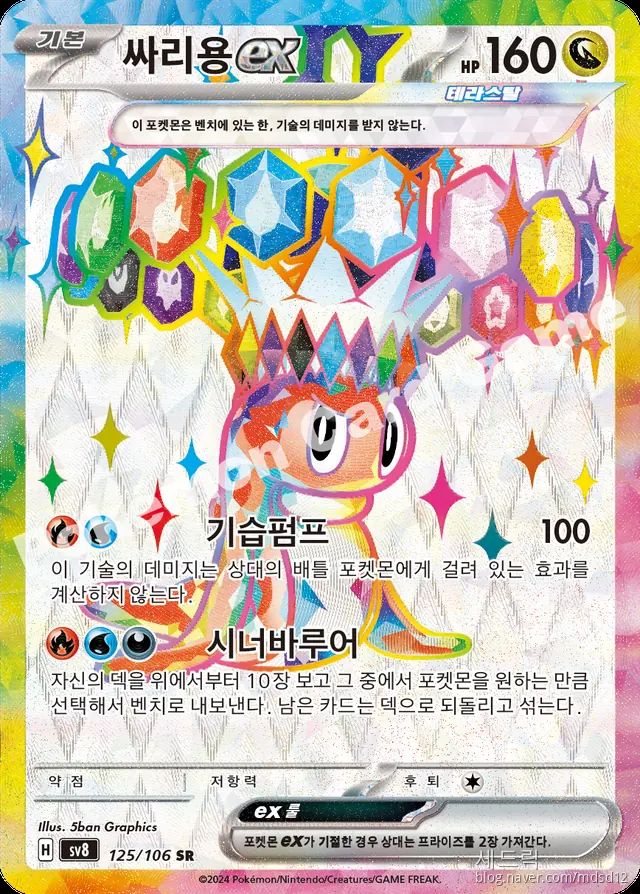 기본 싸리용ex HP 160
테라스탈
이 포켓몬은 벤치에 있는 한, 기술의 데미지를 받지 않는다.
Pokémon Card Game
기습펌프 100
이 기술의 데미지는 상대의 배틀 포켓몬에게 걸려 있는 효과를
계산하지 않는다.
시너바루어
자신의 덱을 위에서부터 10장 보고 그 중에서 포켓몬을 원하는 만큼
선택해서 벤치로 내보낸다. 남은 카드는 덱으로 되돌리고 섞는다.
약점 저항력 후퇴
Illus. 5ban Graphics
ex 룰
H sv8 125/106 SR
포켓몬 ex가 기절한 경우 상대는 프라이즈를 2장 가져간다.
세드릭
blog.naver.com/mdsd12
©2024 Pokémon/Nintendo/Creatures/GAME FREAK.